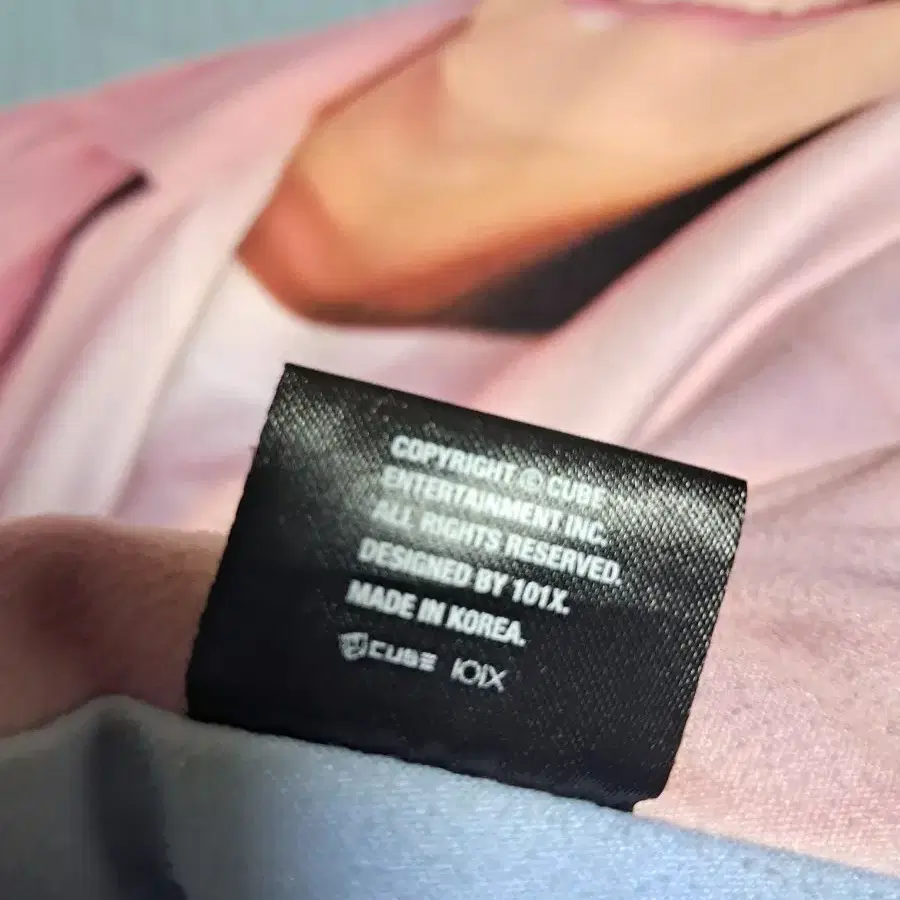 COPYRIGHT © CUBE
ENTERTAINMENT INC.
ALL RIGHTS RESERVED.
DESIGNED BY 101X.
MADE IN KOREA.
CUBE 101X